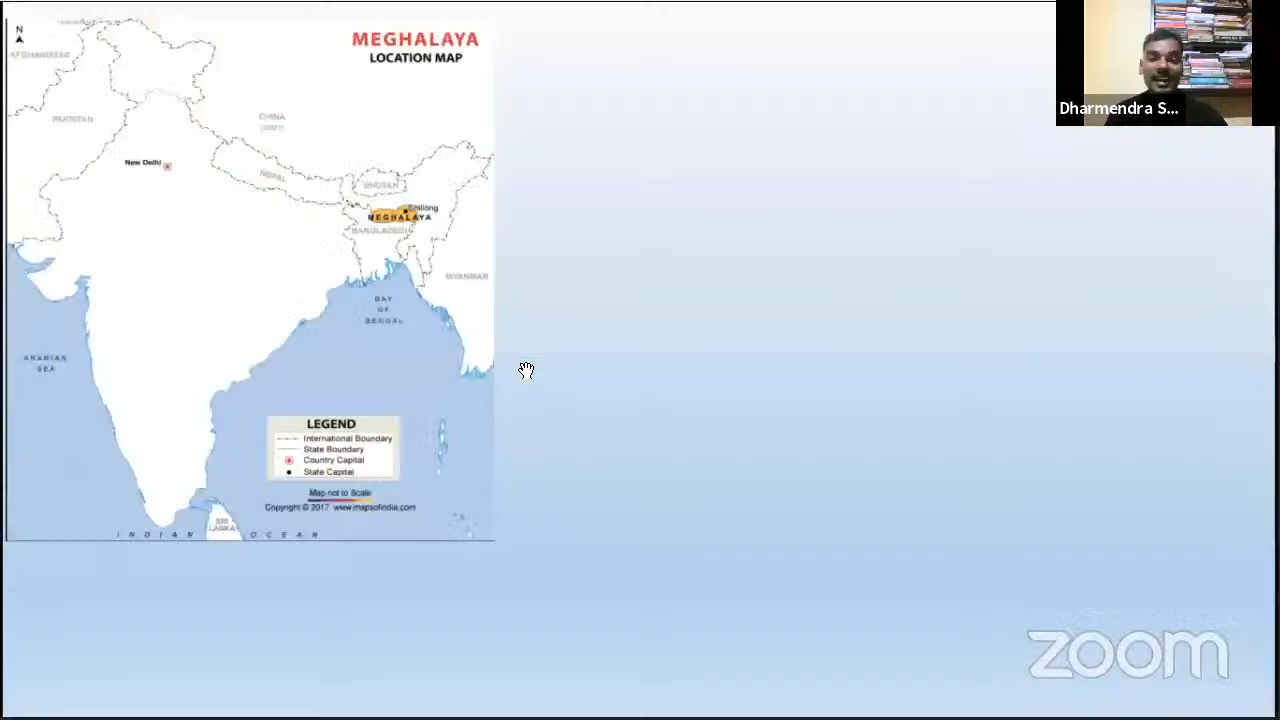 MEGHALAYA
LOCATION MAP
N
AFGHANISTAN
PAKISTAN
CHINA
(TIBET)
New Delhi
NEPAL
BHUTAN
Shillong
MEGHALAYA
BANGLADESH
MYANMAR
BAY
OF
BENGAL
ARABIAN
SEA
LEGEND
International Boundary
State Boundary
Country Capital
State Capital
Map not to Scale
Copyright © 2017 www.mapsofindia.com
SRI
LANKA
INDIAN OCEAN
Dharmendra S...
zoom